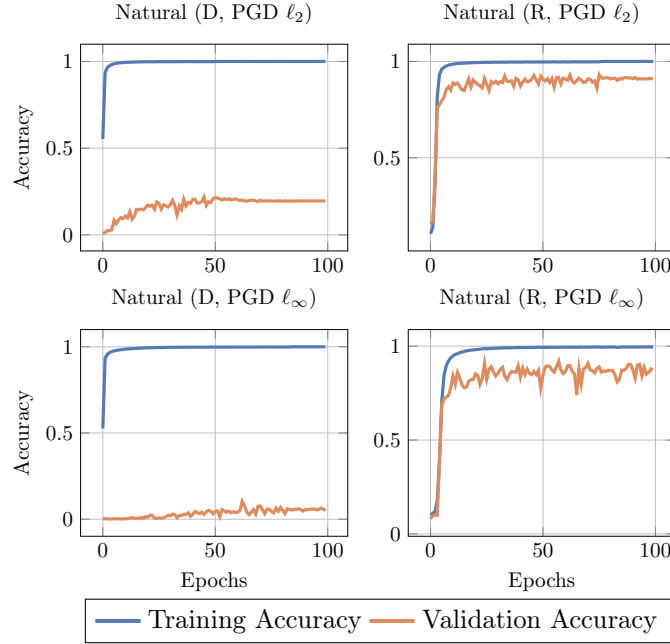 Natural (D, PGD ℓ₂)
Natural (R, PGD ℓ₂)
1
0.5
0
Accuracy
0
50
100
1
0.5
0
50
100
Natural (D, PGD ℓ∞)
Natural (R, PGD ℓ∞)
1
0.5
0
Accuracy
0
50
100
Epochs
1
0.5
0
0
50
100
Epochs
Training Accuracy
Validation Accuracy